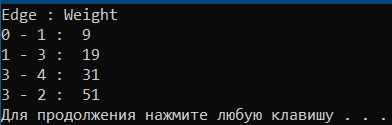 Edge : Weight
0 - 1 :  9
1 - 3 :  19
3 - 4 :  31
3 - 2 :  51
Для продолжения нажмите любую клавишу . . .